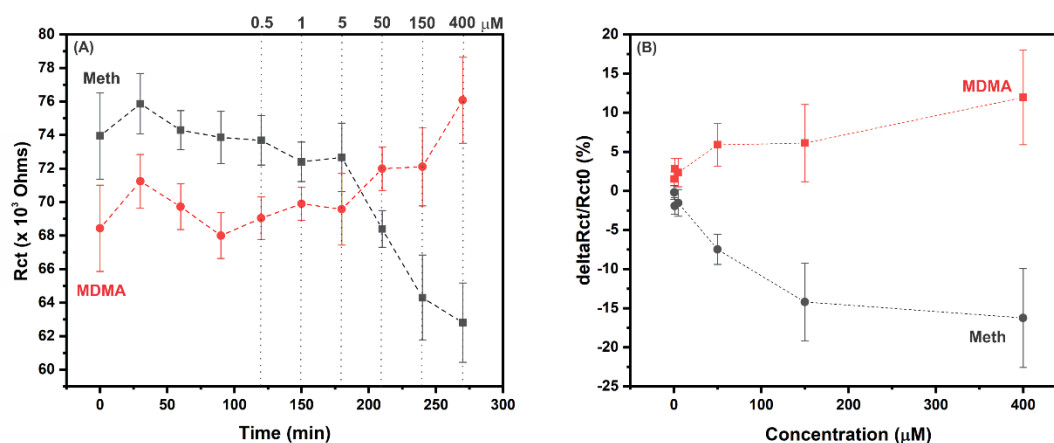 0.5 1 5 50 150 400 µM
(A)
Meth
MDMA
78
76
74
72
70
68
66
64
62
60
Rct (x 10³ Ohms)
0 50 100 150 200 250 300
Time (min)
(B)
MDMA
Meth
20
15
10
5
0
-5
-10
-15
-20
-25
deltaRct/Rct0 (%)
0 100 200 300 400
Concentration (µM)